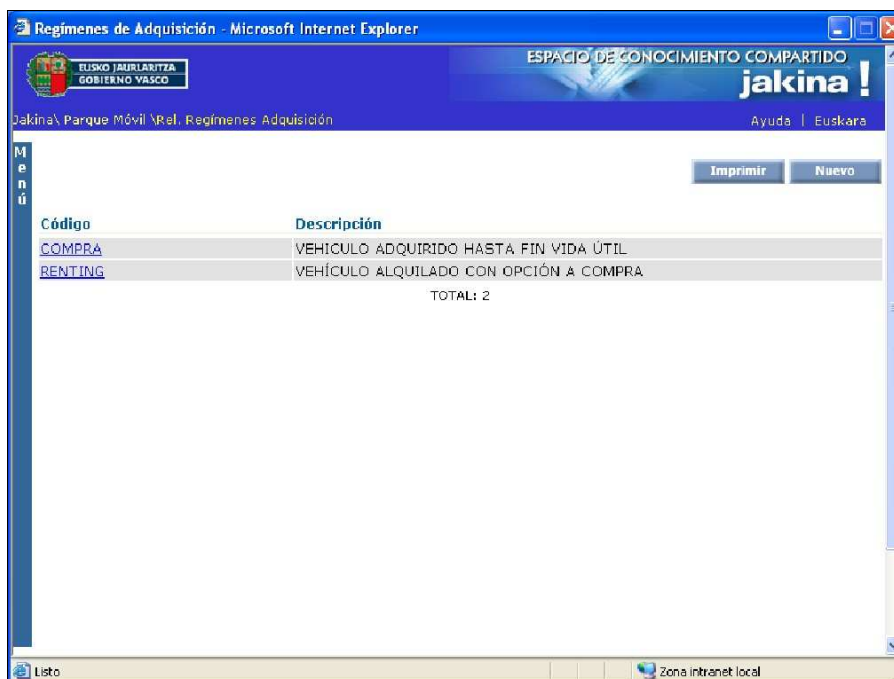 Regímenes de Adquisición - Microsoft Internet Explorer
EUSKO JAURLARITZA
GOBIERNO VASCO
ESPACIO DE CONOCIMIENTO COMPARTIDO
jakina !
Jakina\ Parque Móvil \Rel. Regímenes Adquisición
Ayuda | Euskara
Menú
Imprimir Nuevo
Código Descripción
COMPRA VEHICULO ADQUIRIDO HASTA FIN VIDA ÚTIL
RENTING VEHÍCULO ALQUILADO CON OPCIÓN A COMPRA
TOTAL: 2
Listo Zona intranet local